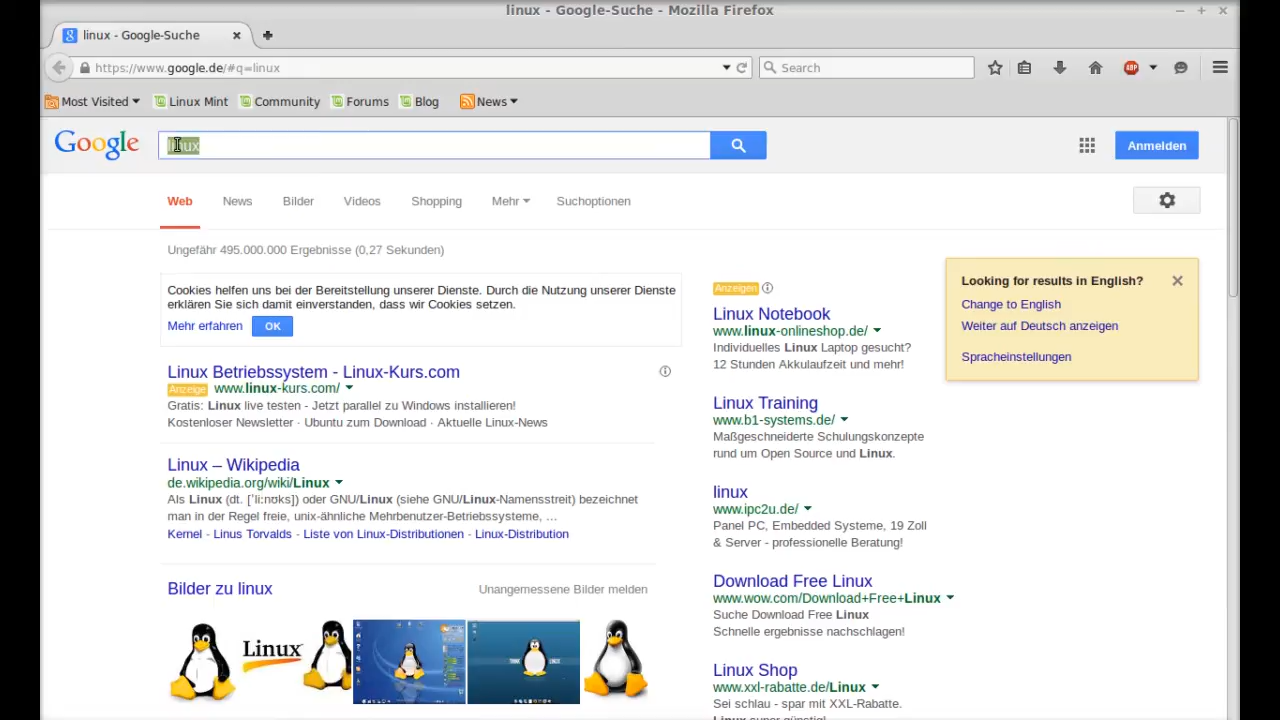 linux - Google-Suche - Mozilla Firefox
linux - Google-Suche
https://www.google.de/#q=linux
Search
ABP
Most Visited
Linux Mint
Community
Forums
Blog
News
Google
linux
Anmelden
Web
News
Bilder
Videos
Shopping
Mehr
Suchoptionen
Ungefähr 495.000.000 Ergebnisse (0,27 Sekunden)
Cookies helfen uns bei der Bereitstellung unserer Dienste. Durch die Nutzung unserer Dienste
erklären Sie sich damit einverstanden, dass wir Cookies setzen.
Mehr erfahren
OK
Linux Betriebssystem - Linux-Kurs.com
Anzeige www.linux-kurs.com/
Gratis: Linux live testen - Jetzt parallel zu Windows installieren!
Kostenloser Newsletter · Ubuntu zum Download · Aktuelle Linux-News
Linux – Wikipedia
de.wikipedia.org/wiki/Linux
Als Linux (dt. [ˈliːnʊks]) oder GNU/Linux (siehe GNU/Linux-Namensstreit) bezeichnet
man in der Regel freie, unix-ähnliche Mehrbenutzer-Betriebssysteme, ...
Kernel - Linus Torvalds - Liste von Linux-Distributionen - Linux-Distribution
Bilder zu linux
Unangemessene Bilder melden
Linux
THINK LINUX
Anzeigen
Linux Notebook
www.linux-onlineshop.de/
Individuelles Linux Laptop gesucht?
12 Stunden Akkulaufzeit und mehr!
Linux Training
www.b1-systems.de/
Maßgeschneiderte Schulungskonzepte
rund um Open Source und Linux.
linux
www.ipc2u.de/
Panel PC, Embedded Systeme, 19 Zoll
& Server - professionelle Beratung!
Download Free Linux
www.wow.com/Download+Free+Linux
Suche Download Free Linux
Schnelle ergebnisse nachschlagen!
Linux Shop
www.xxl-rabatte.de/Linux
Sei schlau - spar mit XXL-Rabatte.
Linux super günstig!
Looking for results in English?
Change to English
Weiter auf Deutsch anzeigen
Spracheinstellungen